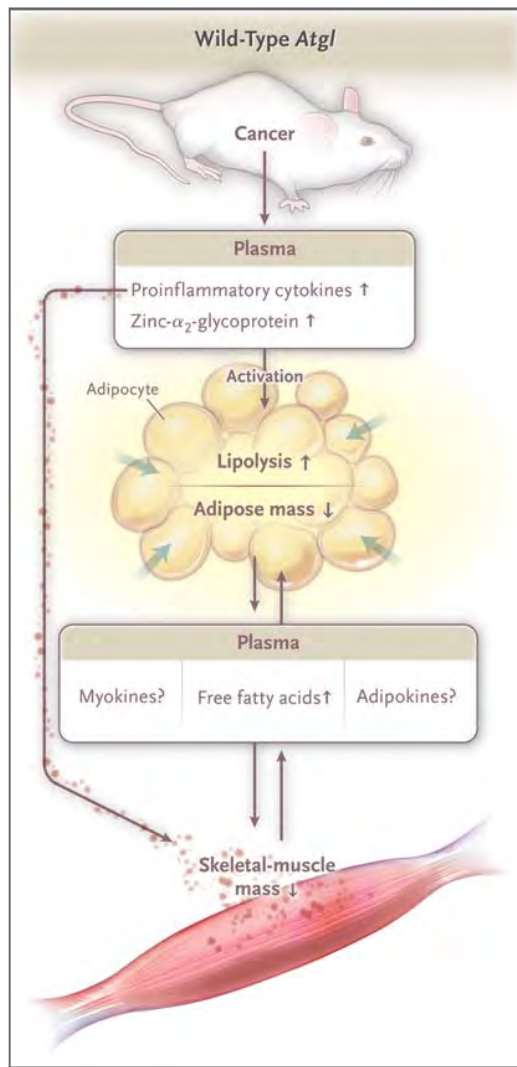 Wild-Type Atgl
Cancer
Plasma
Proinflammatory cytokines ↑
Zinc-α₂-glycoprotein ↑
Activation
Adipocyte
Lipolysis ↑
Adipose mass ↓
Plasma
Myokines?
Free fatty acids↑
Adipokines?
Skeletal-muscle
mass ↓